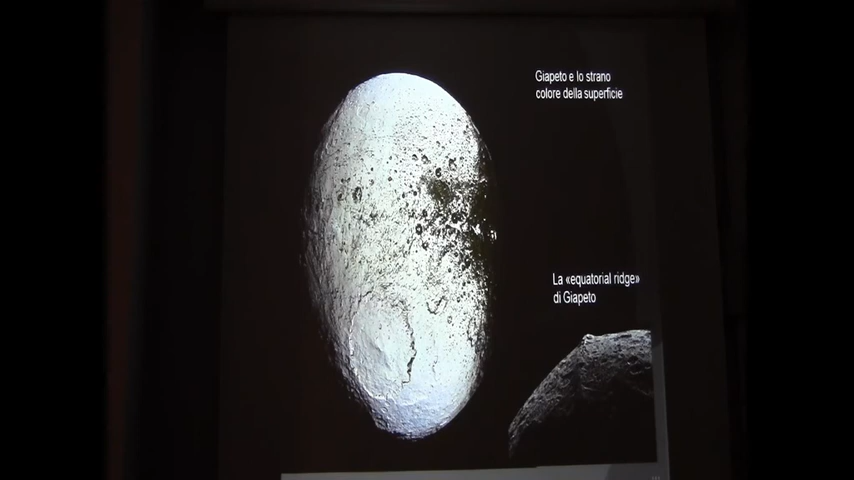 Giapeto e lo strano
colore della superficie
La «equatorial ridge»
di Giapeto